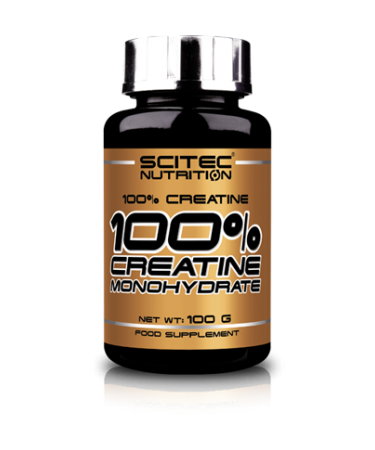 SCITEC®
NUTRITION
100% CREATINE
100%
CREATINE
MONOHYDRATE
NET WT: 100 G
FOOD SUPPLEMENT